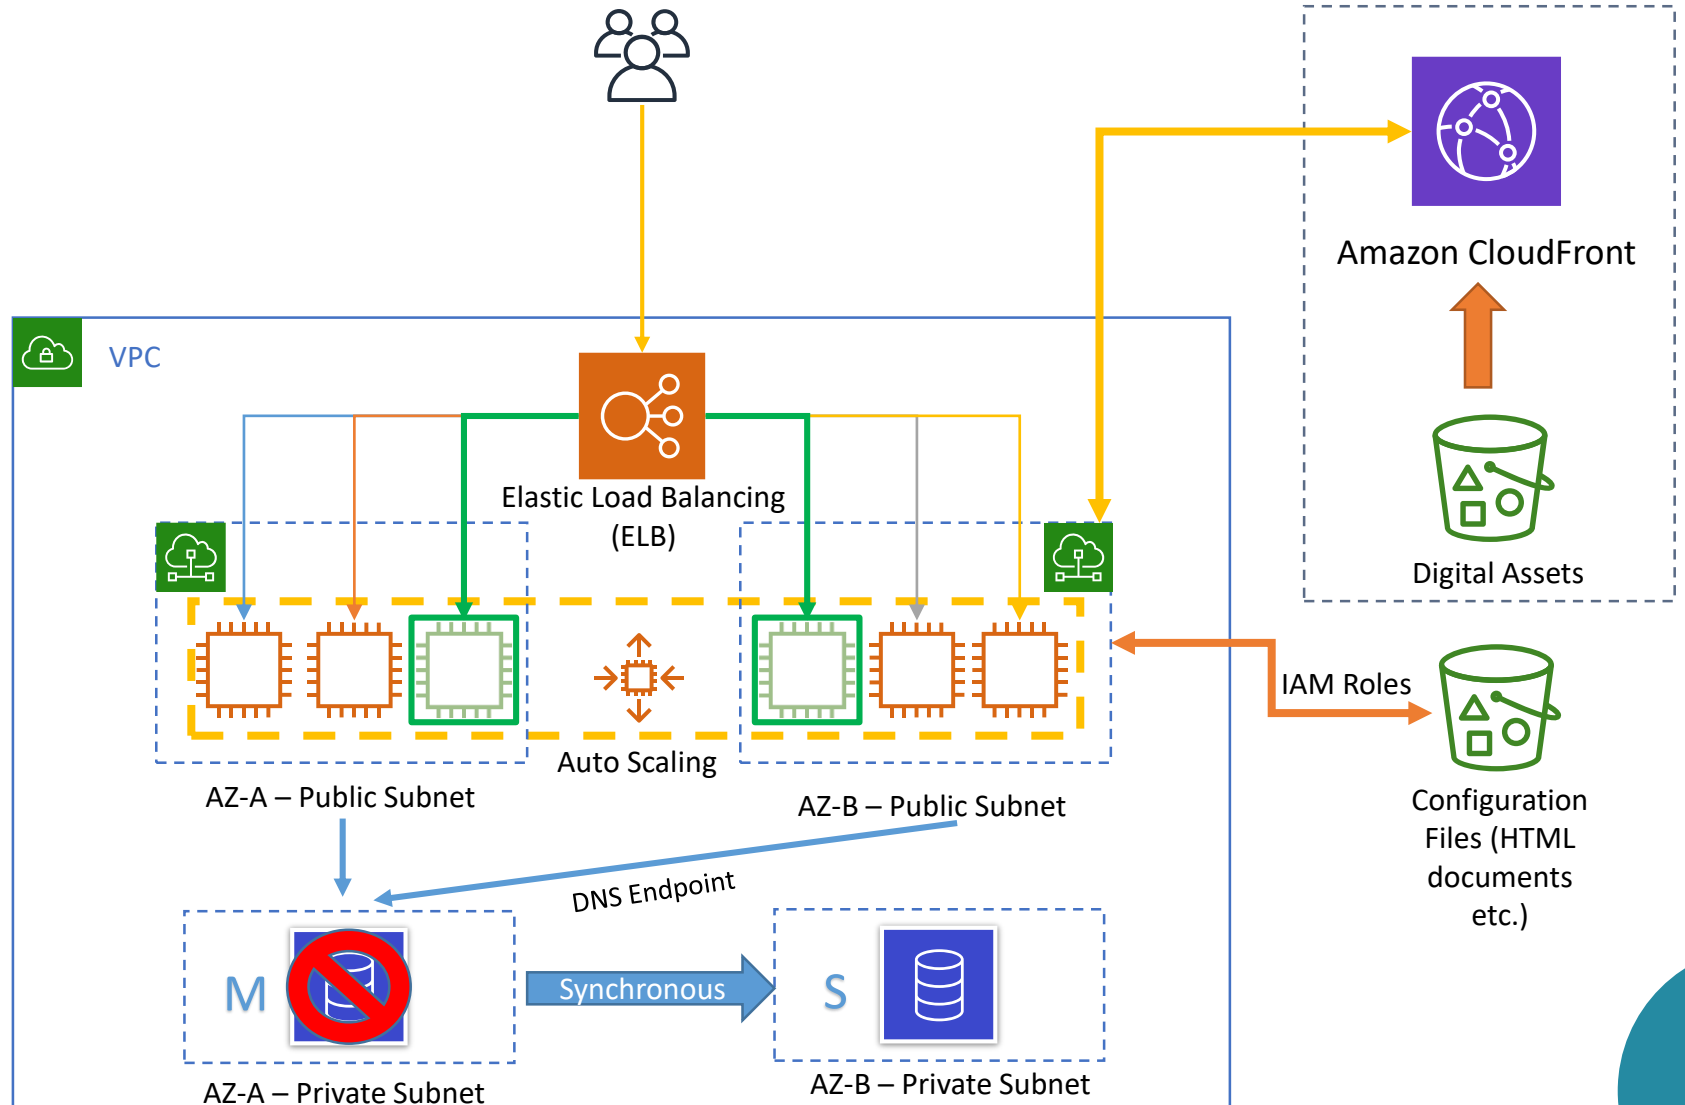 Amazon CloudFront
VPC
Elastic Load Balancing
(ELB)
Digital Assets
IAM Roles
Auto Scaling
AZ-A – Public Subnet
AZ-B – Public Subnet
Configuration
Files (HTML
documents
etc.)
DNS Endpoint
M
Synchronous
S
AZ-A – Private Subnet
AZ-B – Private Subnet